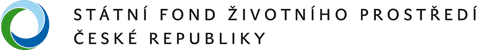 STÁTNÍ FOND ŽIVOTNÍHO PROSTŘEDÍ
ČESKÉ REPUBLIKY